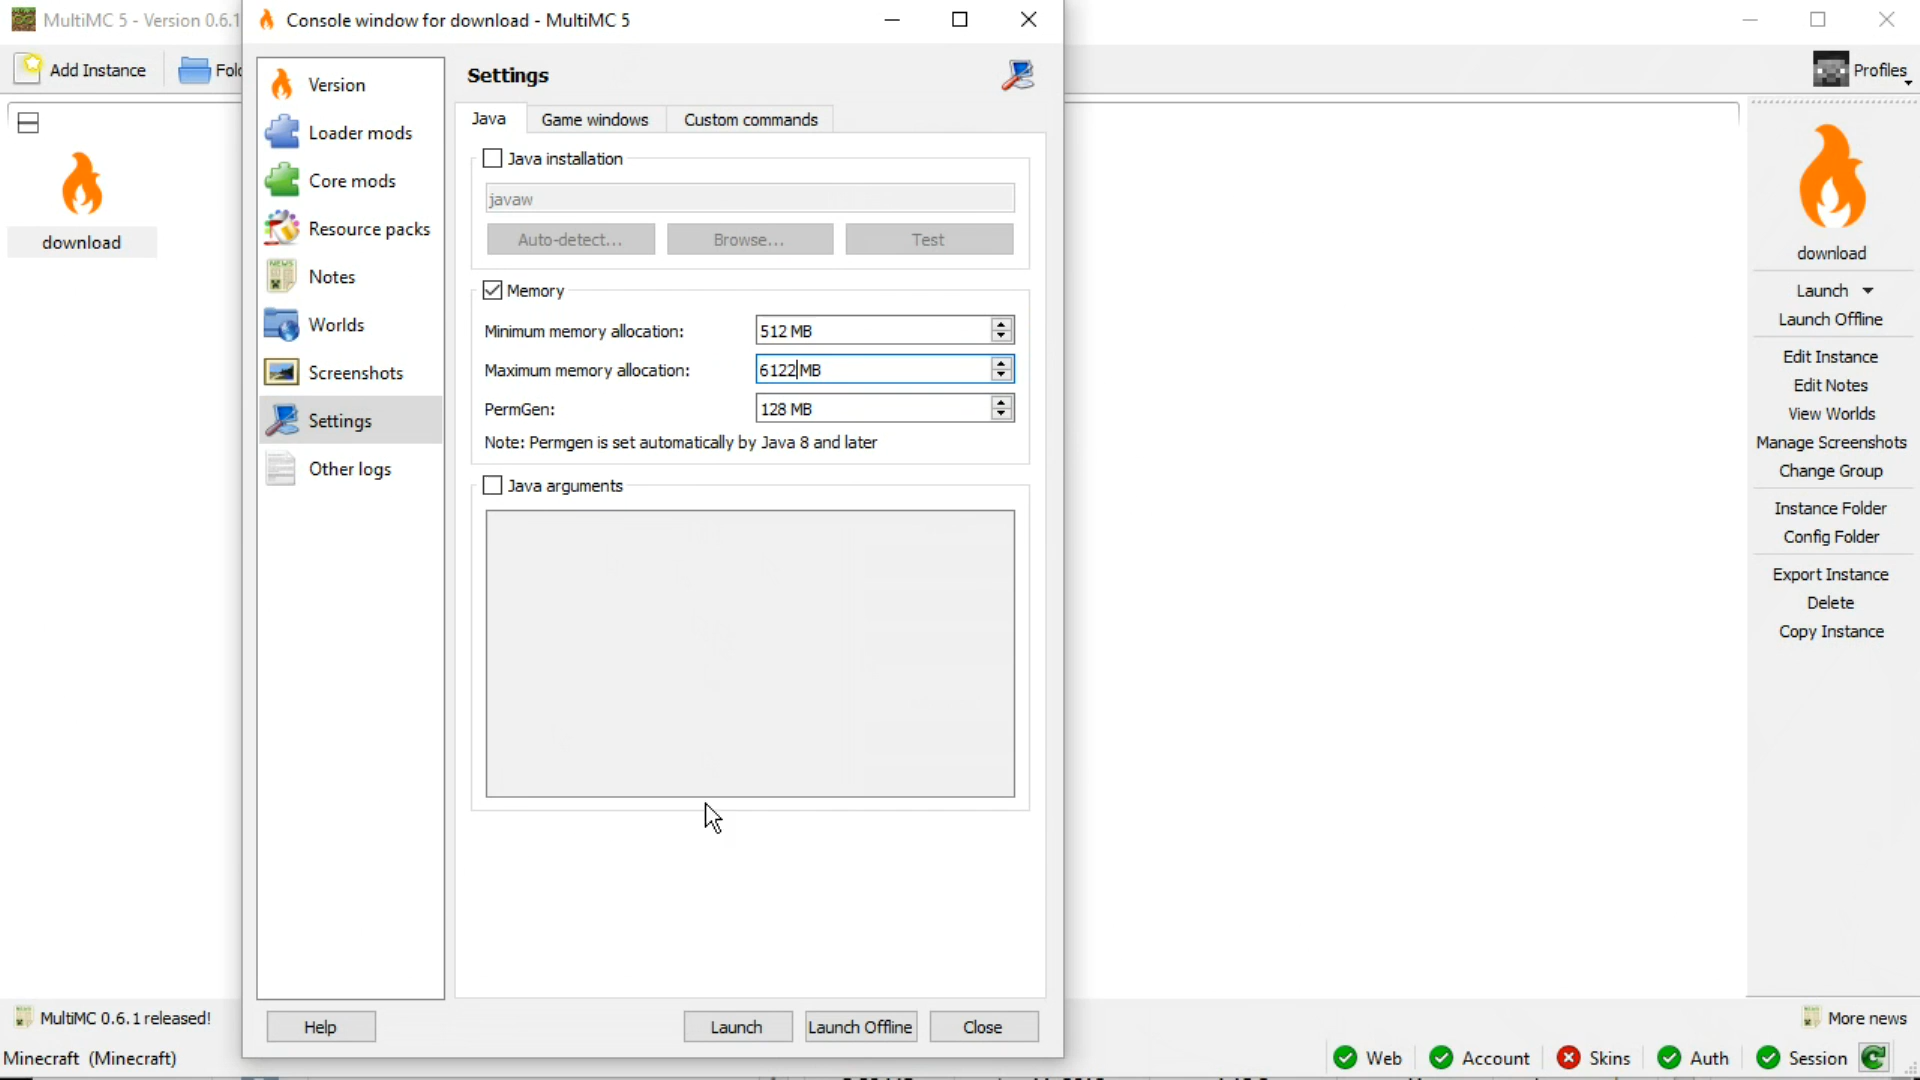 MultiMC 5 - Version 0.6.1
Console window for download - MultiMC 5
Add Instance
Fold
Profiles
Version
Loader mods
Core mods
Resource packs
Notes
Worlds
Screenshots
Settings
Other logs
download
Settings
Java
Game windows
Custom commands
Java installation
javaw
Auto-detect...
Browse...
Test
Memory
Minimum memory allocation:
512 MB
Maximum memory allocation:
6122 MB
PermGen:
128 MB
Note: Permgen is set automatically by Java 8 and later
Java arguments
Help
Launch
Launch Offline
Close
download
Launch
Launch Offline
Edit Instance
Edit Notes
View Worlds
Manage Screenshots
Change Group
Instance Folder
Config Folder
Export Instance
Delete
Copy Instance
MultiMC 0.6.1 released!
More news
Minecraft (Minecraft)
Web
Account
Skins
Auth
Session